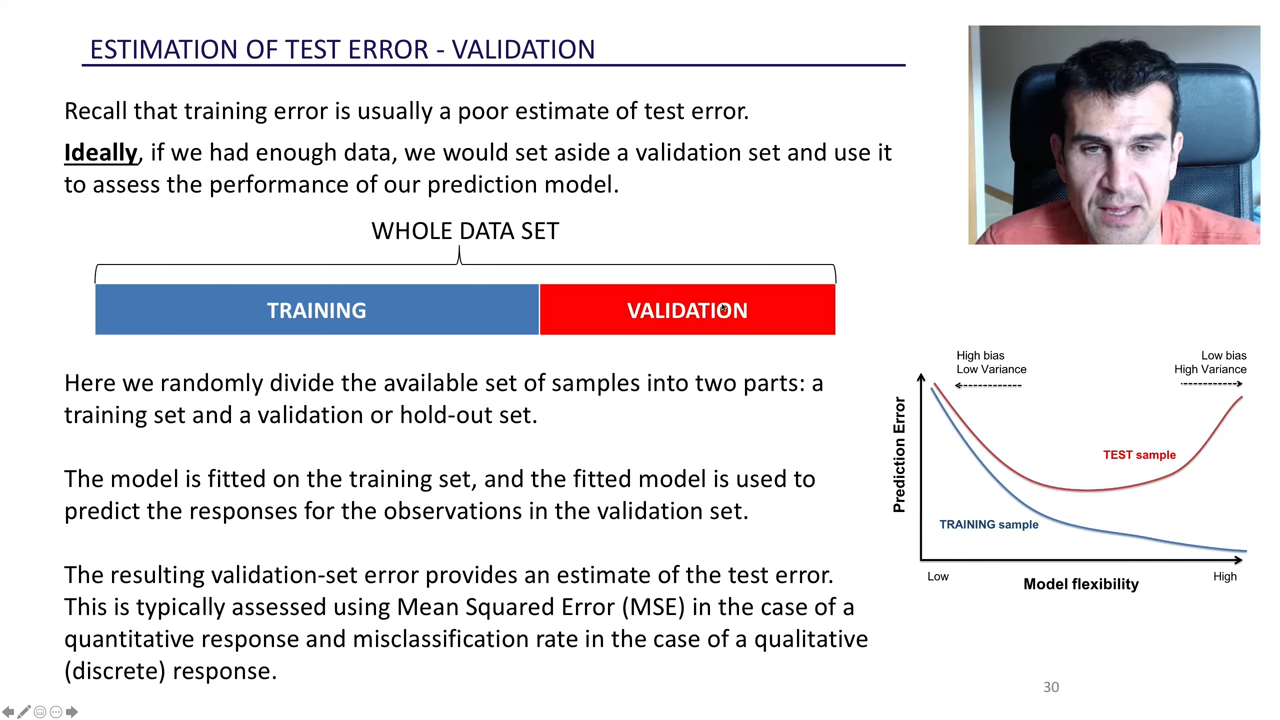 ESTIMATION OF TEST ERROR - VALIDATION
Recall that training error is usually a poor estimate of test error.
Ideally, if we had enough data, we would set aside a validation set and use it
to assess the performance of our prediction model.
WHOLE DATA SET
TRAINING
VALIDATION
Here we randomly divide the available set of samples into two parts: a
training set and a validation or hold-out set.
The model is fitted on the training set, and the fitted model is used to
predict the responses for the observations in the validation set.
The resulting validation-set error provides an estimate of the test error.
This is typically assessed using Mean Squared Error (MSE) in the case of a
quantitative response and misclassification rate in the case of a qualitative
(discrete) response.
High bias
Low Variance
Low bias
High Variance
Prediction Error
TEST sample
TRAINING sample
Low
Model flexibility
High
30